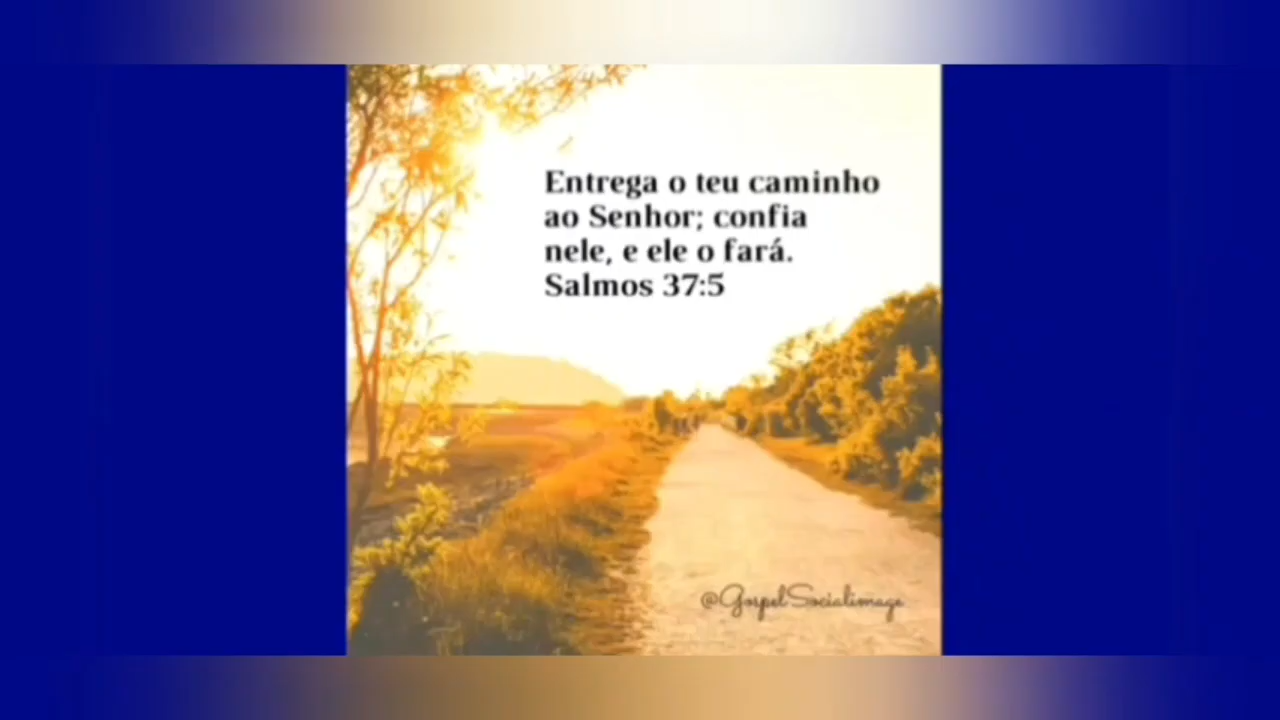 Entrega o teu caminho
ao Senhor; confia
nele, e ele o fará.
Salmos 37:5
@GospelSocialimage